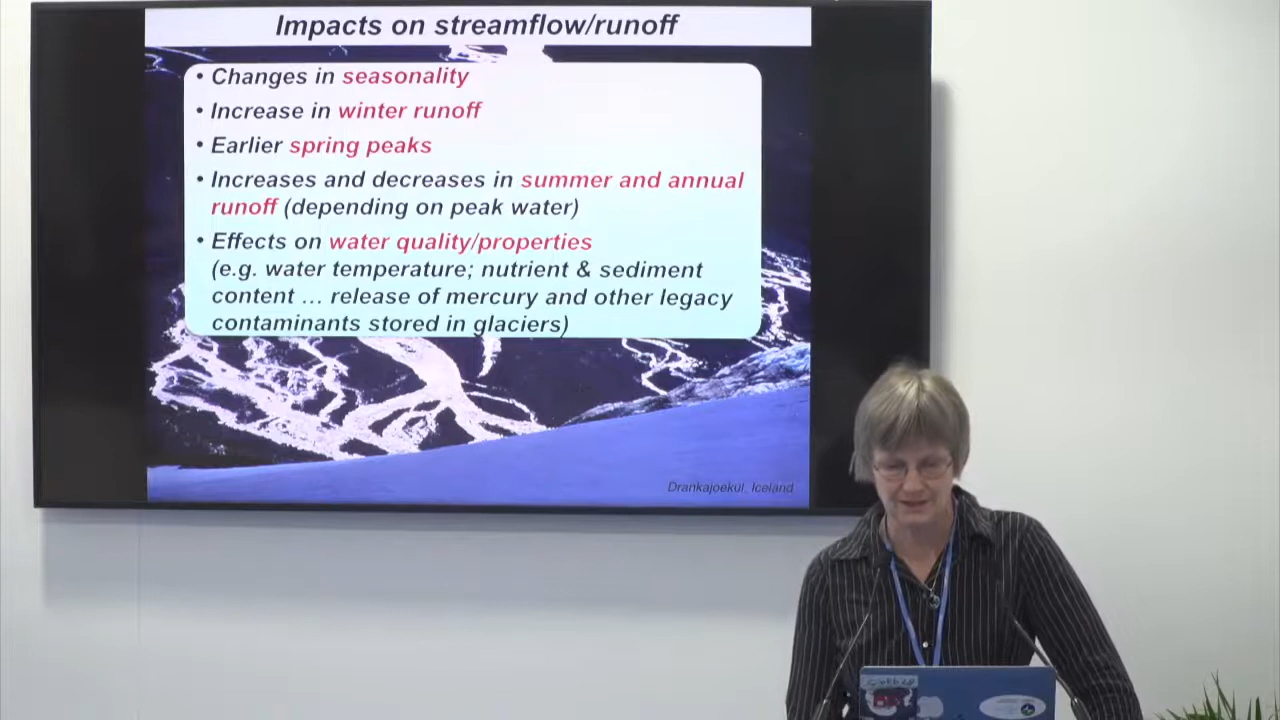 Impacts on streamflow/runoff
• Changes in seasonality
• Increase in winter runoff
• Earlier spring peaks
• Increases and decreases in summer and annual
runoff (depending on peak water)
• Effects on water quality/properties
(e.g. water temperature; nutrient & sediment
content ... release of mercury and other legacy
contaminants stored in glaciers)
Drankajoekul, Iceland